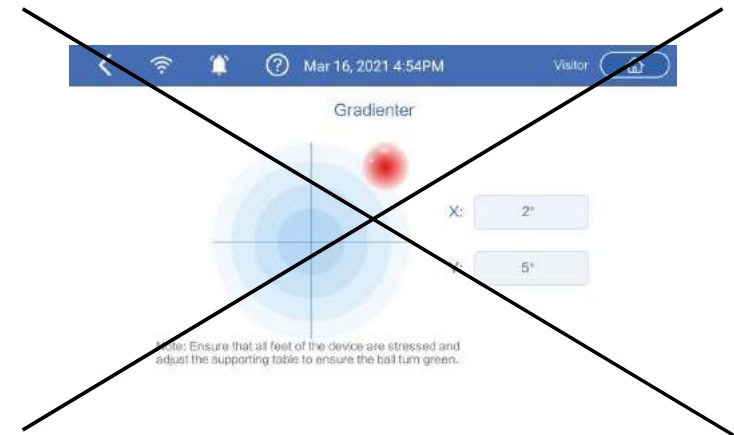 Mar 16, 2021 4:54PM
Visitor
Gradienter
X:
2°
Y:
5°
Note: Ensure that all feet of the device are stressed and
adjust the supporting table to ensure the ball turn green.